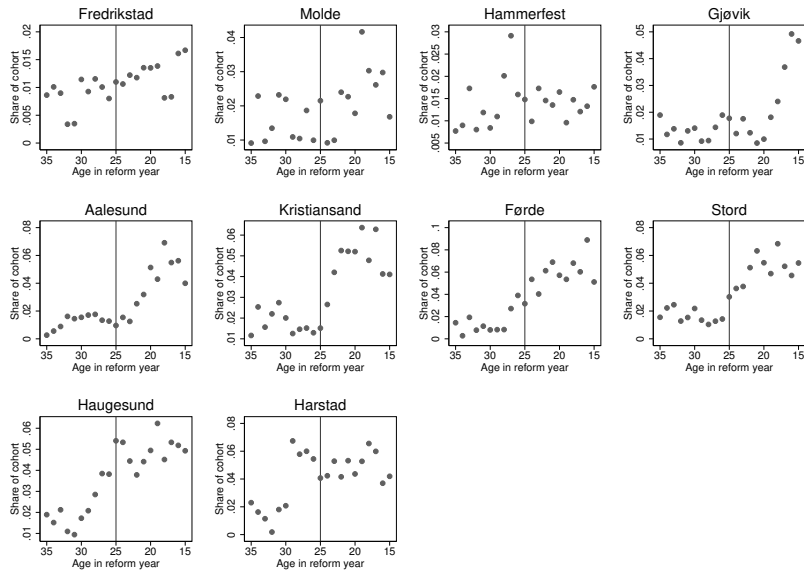 Fredrikstad
Share of cohort
0 .005 .01 .015 .02
35 30 25 20 15
Age in reform year
Molde
Share of cohort
.01 .02 .03 .04
35 30 25 20 15
Age in reform year
Hammerfest
Share of cohort
.005 .01 .015 .02 .025 .03
35 30 25 20 15
Age in reform year
Gjøvik
Share of cohort
.01 .02 .03 .04 .05
35 30 25 20 15
Age in reform year
Aalesund
Share of cohort
0 .02 .04 .06 .08
35 30 25 20 15
Age in reform year
Kristiansand
Share of cohort
.01 .02 .03 .04 .05 .06
35 30 25 20 15
Age in reform year
Førde
Share of cohort
0 .02 .04 .06 .08 .1
35 30 25 20 15
Age in reform year
Stord
Share of cohort
0 .02 .04 .06 .08
35 30 25 20 15
Age in reform year
Haugesund
Share of cohort
.01 .02 .03 .04 .05 .06
35 30 25 20 15
Age in reform year
Harstad
Share of cohort
0 .02 .04 .06 .08
35 30 25 20 15
Age in reform year